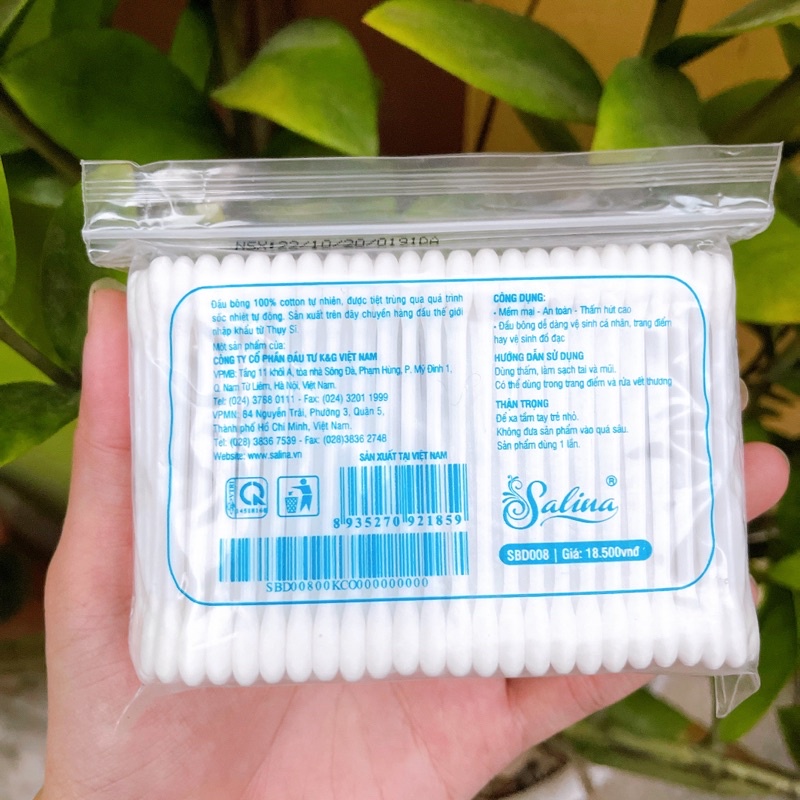 NSX:22/10/20/0191DA
Đầu bông 100% cotton tự nhiên, được tiệt trùng qua quá trình
sốc nhiệt tự động. Sản xuất trên dây chuyền hàng đầu thế giới
nhập khẩu từ Thụy Sĩ.
Một sản phẩm của:
CÔNG TY CỔ PHẦN ĐẦU TƯ K&G VIỆT NAM
VPMB: Tầng 11 khối A, tòa nhà Sông Đà, Phạm Hùng, P. Mỹ Đình 1,
Q. Nam Từ Liêm, Hà Nội, Việt Nam.
Tel: (024) 3768 0111 - Fax: (024) 3201 1999
VPMN: 84 Nguyễn Trãi, Phường 3, Quận 5,
Thành phố Hồ Chí Minh, Việt Nam.
Tel: (028) 3836 7539 - Fax: (028)3836 2748
Website: www.salina.vn
SẢN XUẤT TẠI VIỆT NAM
8 935270 921859
SBD00800KCO000000000
CÔNG DỤNG:
- Mềm mại - An toàn - Thấm hút cao
- Đầu bông dễ dàng vệ sinh cá nhân, trang điểm
hay vệ sinh đồ đạc
HƯỚNG DẪN SỬ DỤNG
Dùng thấm, làm sạch tai và mũi.
Có thể dùng trong trang điểm và rửa vết thương
THẬN TRỌNG
Để xa tầm tay trẻ nhỏ.
Không đưa sản phẩm vào quá sâu.
Sản phẩm dùng 1 lần.
Salina ®
SBD008 | Giá: 18.500vnđ